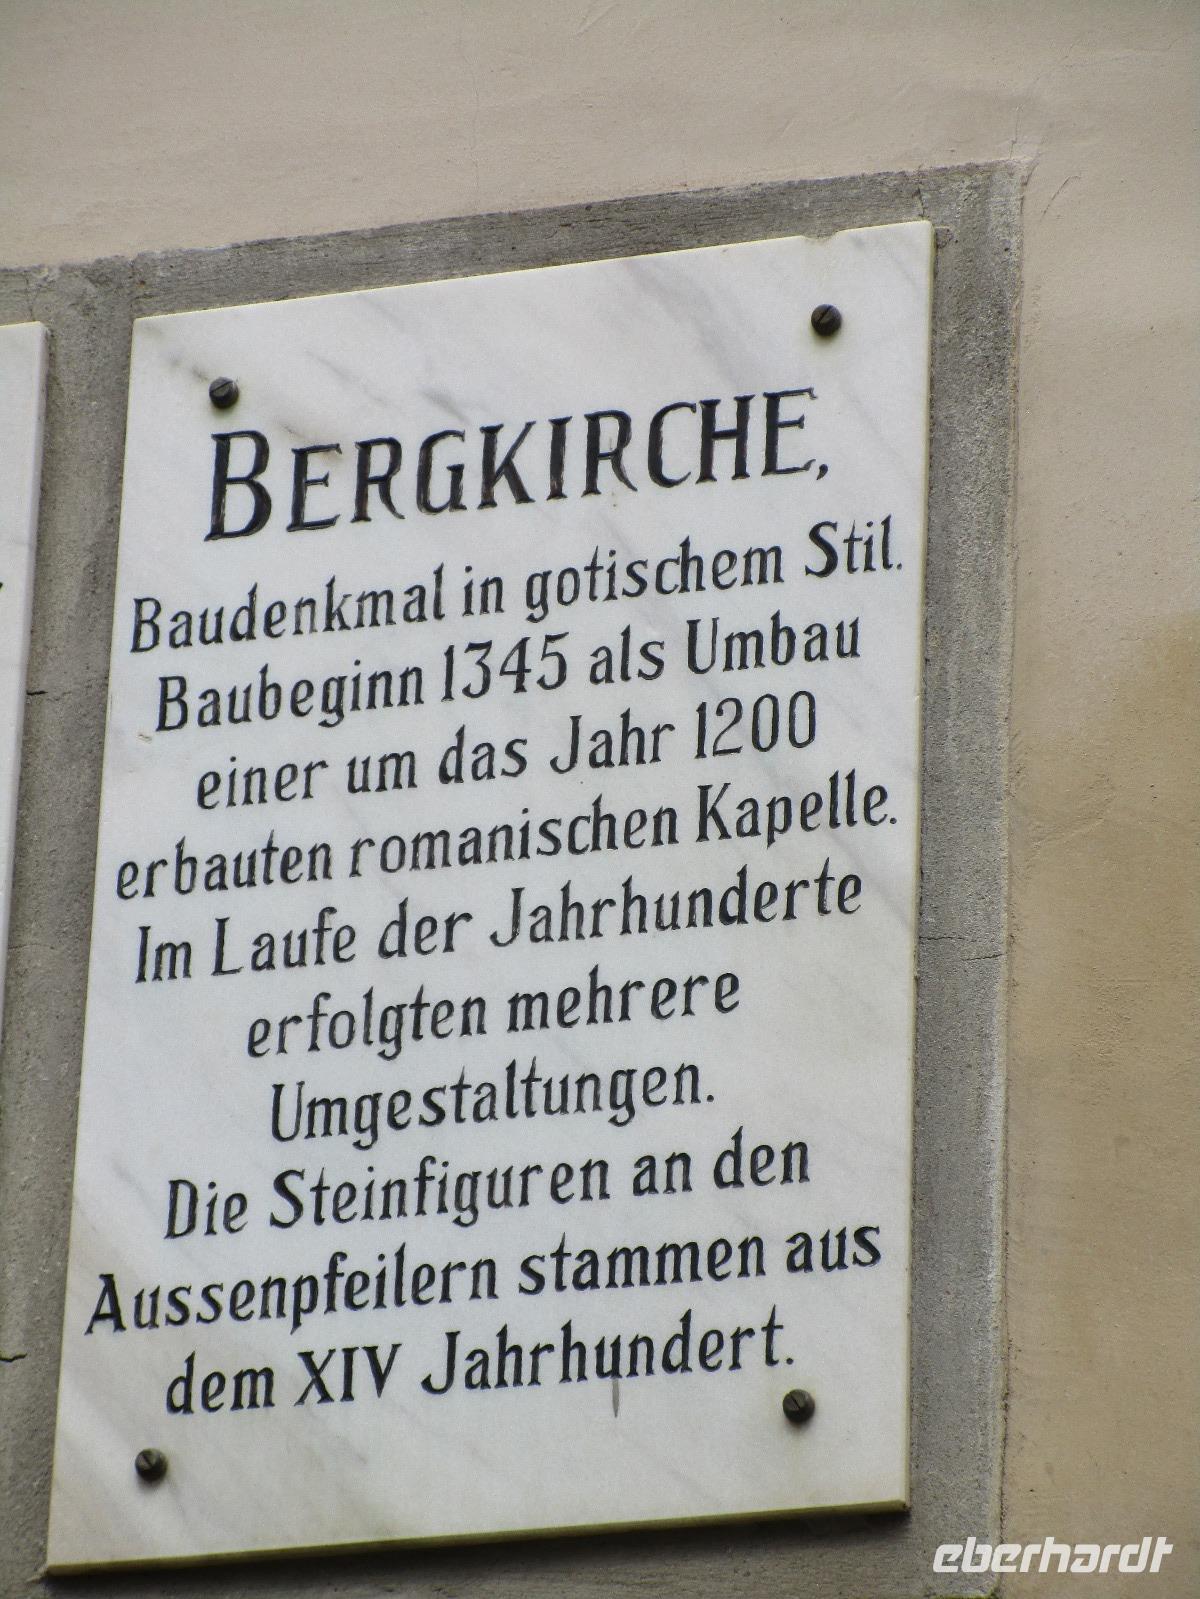 BERGKIRCHE,
Baudenkmal in gotischem Stil.
Baubeginn 1345 als Umbau
einer um das Jahr 1200
erbauten romanischen Kapelle.
Im Laufe der Jahrhunderte
erfolgten mehrere
Umgestaltungen.
Die Steinfiguren an den
Aussenpfeilern stammen aus
dem XIV Jahrhundert.
eberhardt